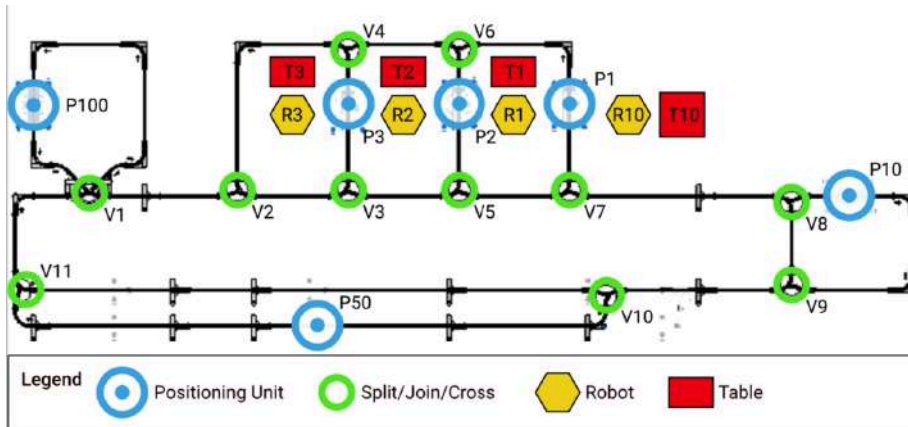 V4
V6
T3
T2
T1
P1
P100
R3
R2
R1
R10
T10
P3
P2
P10
V1
V2
V3
V5
V7
V8
V11
P50
V10
V9
Legend
Positioning Unit
Split/Join/Cross
Robot
Table